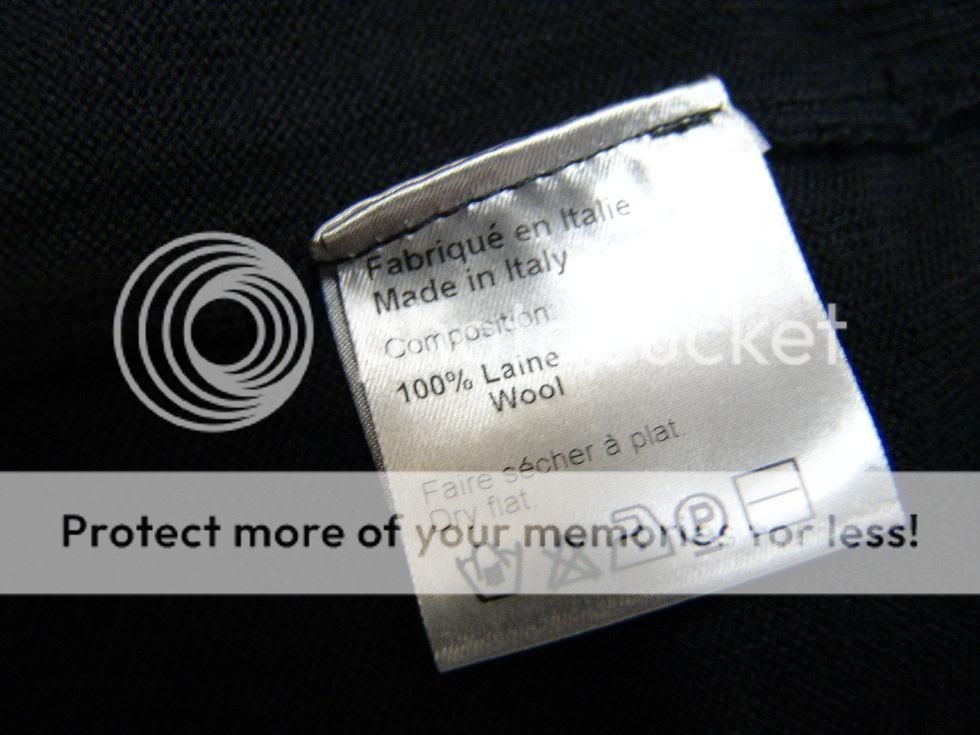 Fabriqué en Italie
Made in Italy
Composition:
100% Laine
Wool
Faire sécher à plat.
Dry flat.
P
Protect more of your memories for less!